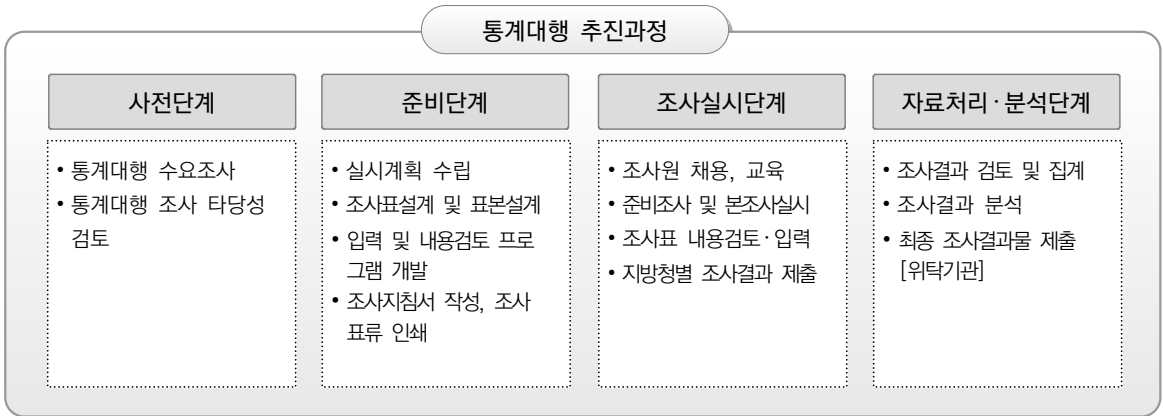 통계대행 추진과정
사전단계
• 통계대행 수요조사
• 통계대행 조사 타당성
검토
준비단계
• 실시계획 수립
• 조사표설계 및 표본설계
• 입력 및 내용검토 프로
그램 개발
• 조사지침서 작성, 조사
표류 인쇄
조사실시단계
• 조사원 채용, 교육
• 준비조사 및 본조사실시
• 조사표 내용검토·입력
• 지방청별 조사결과 제출
자료처리·분석단계
• 조사결과 검토 및 집계
• 조사결과 분석
• 최종 조사결과물 제출
[위탁기관]